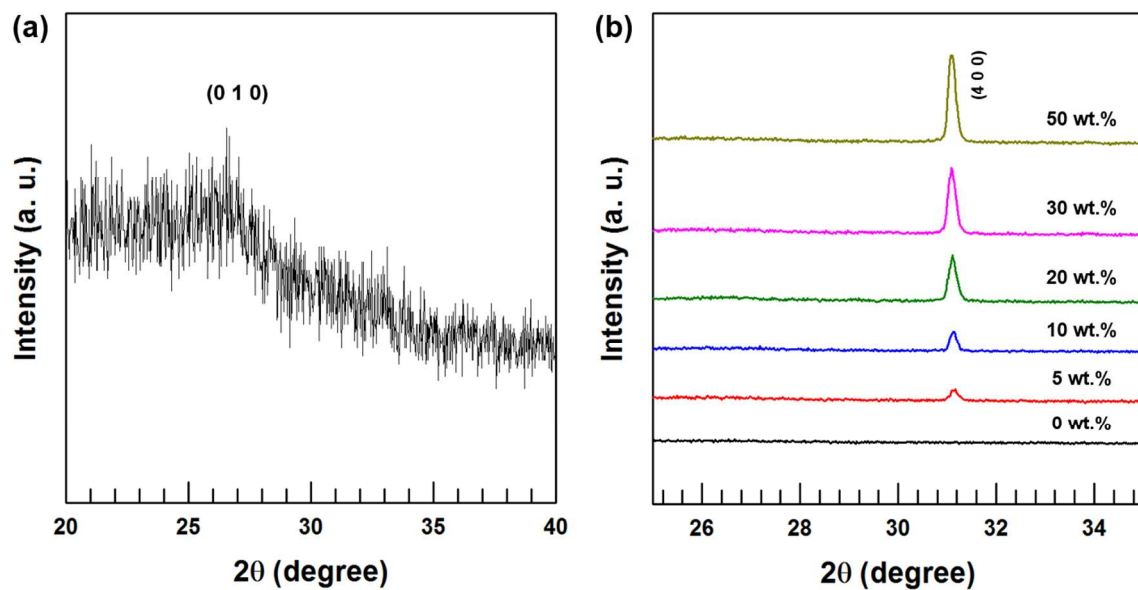 (a)
(0 1 0)
Intensity (a. u.)
20 25 30 35 40
2θ (degree)
(b)
(4 0 0)
50 wt.%
30 wt.%
20 wt.%
10 wt.%
5 wt.%
0 wt.%
Intensity (a. u.)
26 28 30 32 34
2θ (degree)